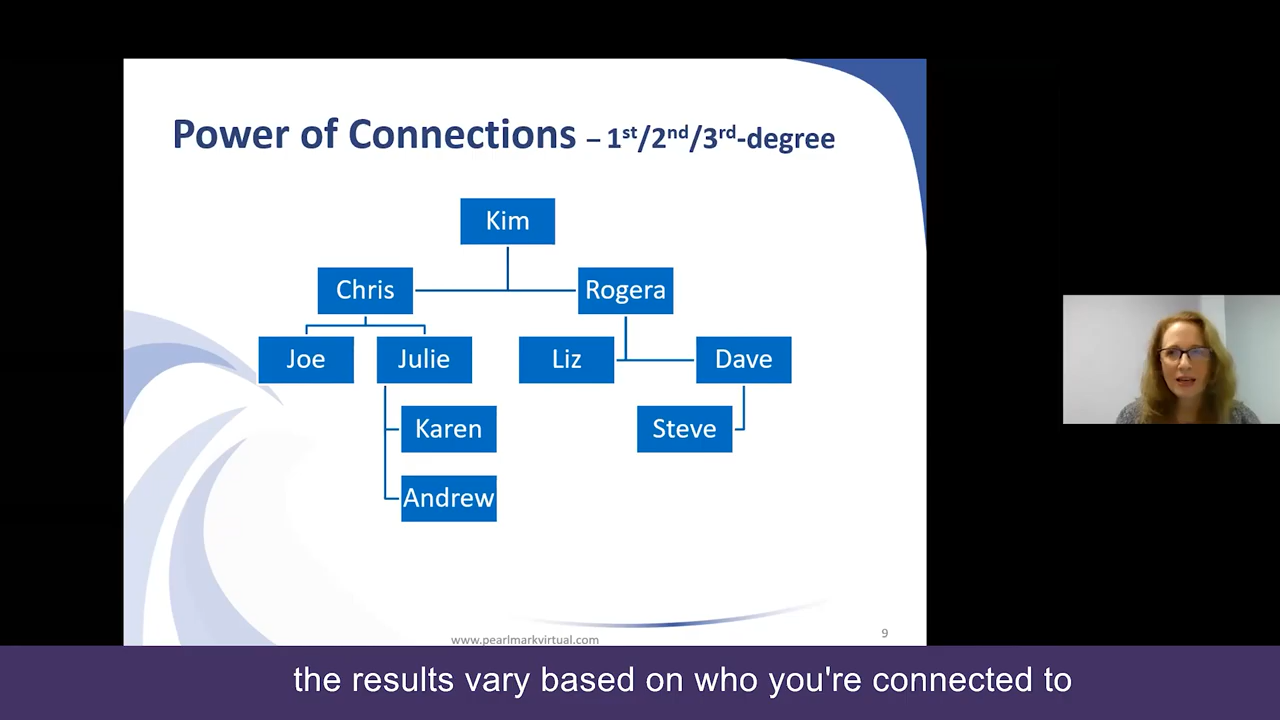 Power of Connections – 1st/2nd/3rd-degree
Kim
Chris
Rogera
Joe
Julie
Liz
Dave
Karen
Steve
Andrew
www.pearlmarkvirtual.com
9
the results vary based on who you're connected to